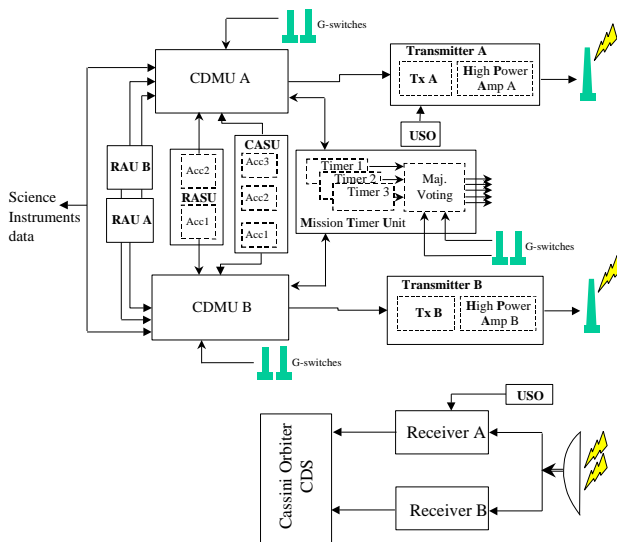 G-switches
CDMU A
Transmitter A
Tx A
High Power
Amp A
USO
CASU
Acc3
Acc2
Acc1
Acc2
RASU
Acc1
RAU B
RAU A
Science
Instruments
data
Timer 1
Timer 2
Timer 3
Maj.
Voting
Mission Timer Unit
G-switches
CDMU B
Transmitter B
Tx B
High Power
Amp B
G-switches
USO
Cassini Orbiter
CDS
Receiver A
Receiver B